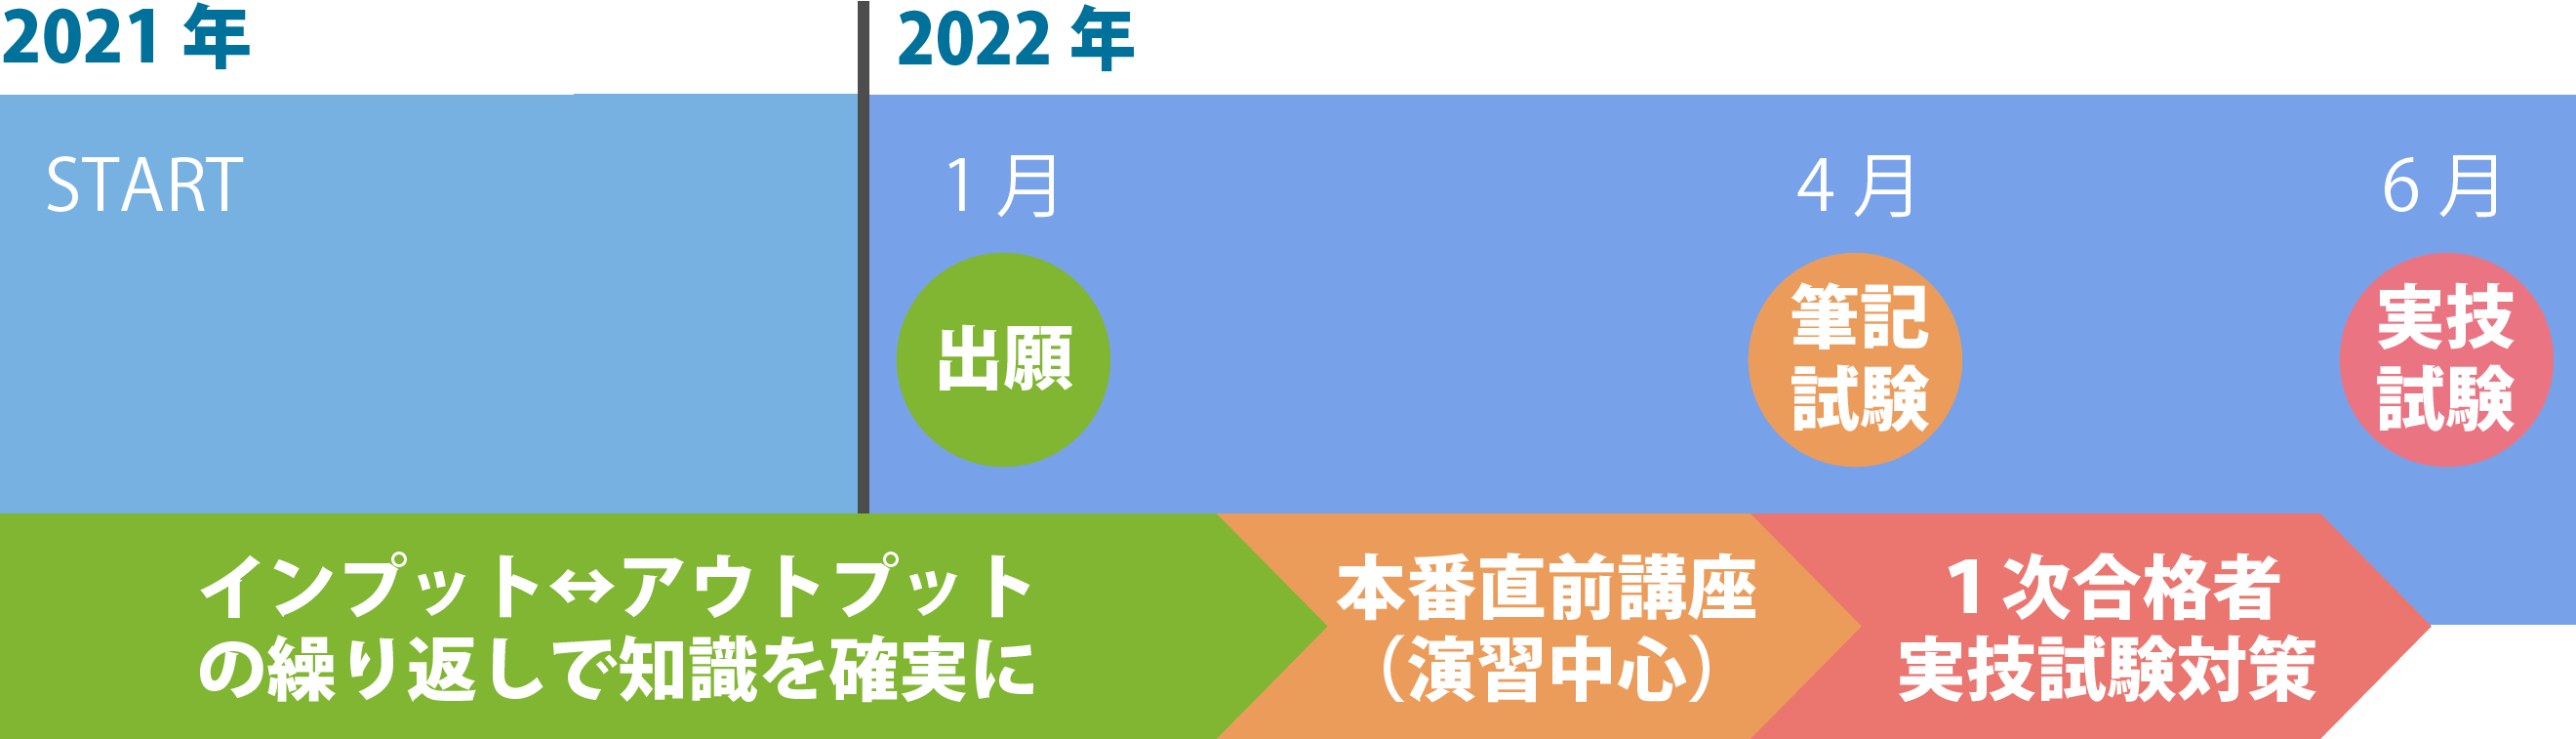 2021 年
2022 年
START
1 月
4 月
6 月
出願
筆記
試験
実技
試験
インプット↔アウトプット
の繰り返しで知識を確実に
本番直前講座
（演習中心）
1 次合格者
実技試験対策